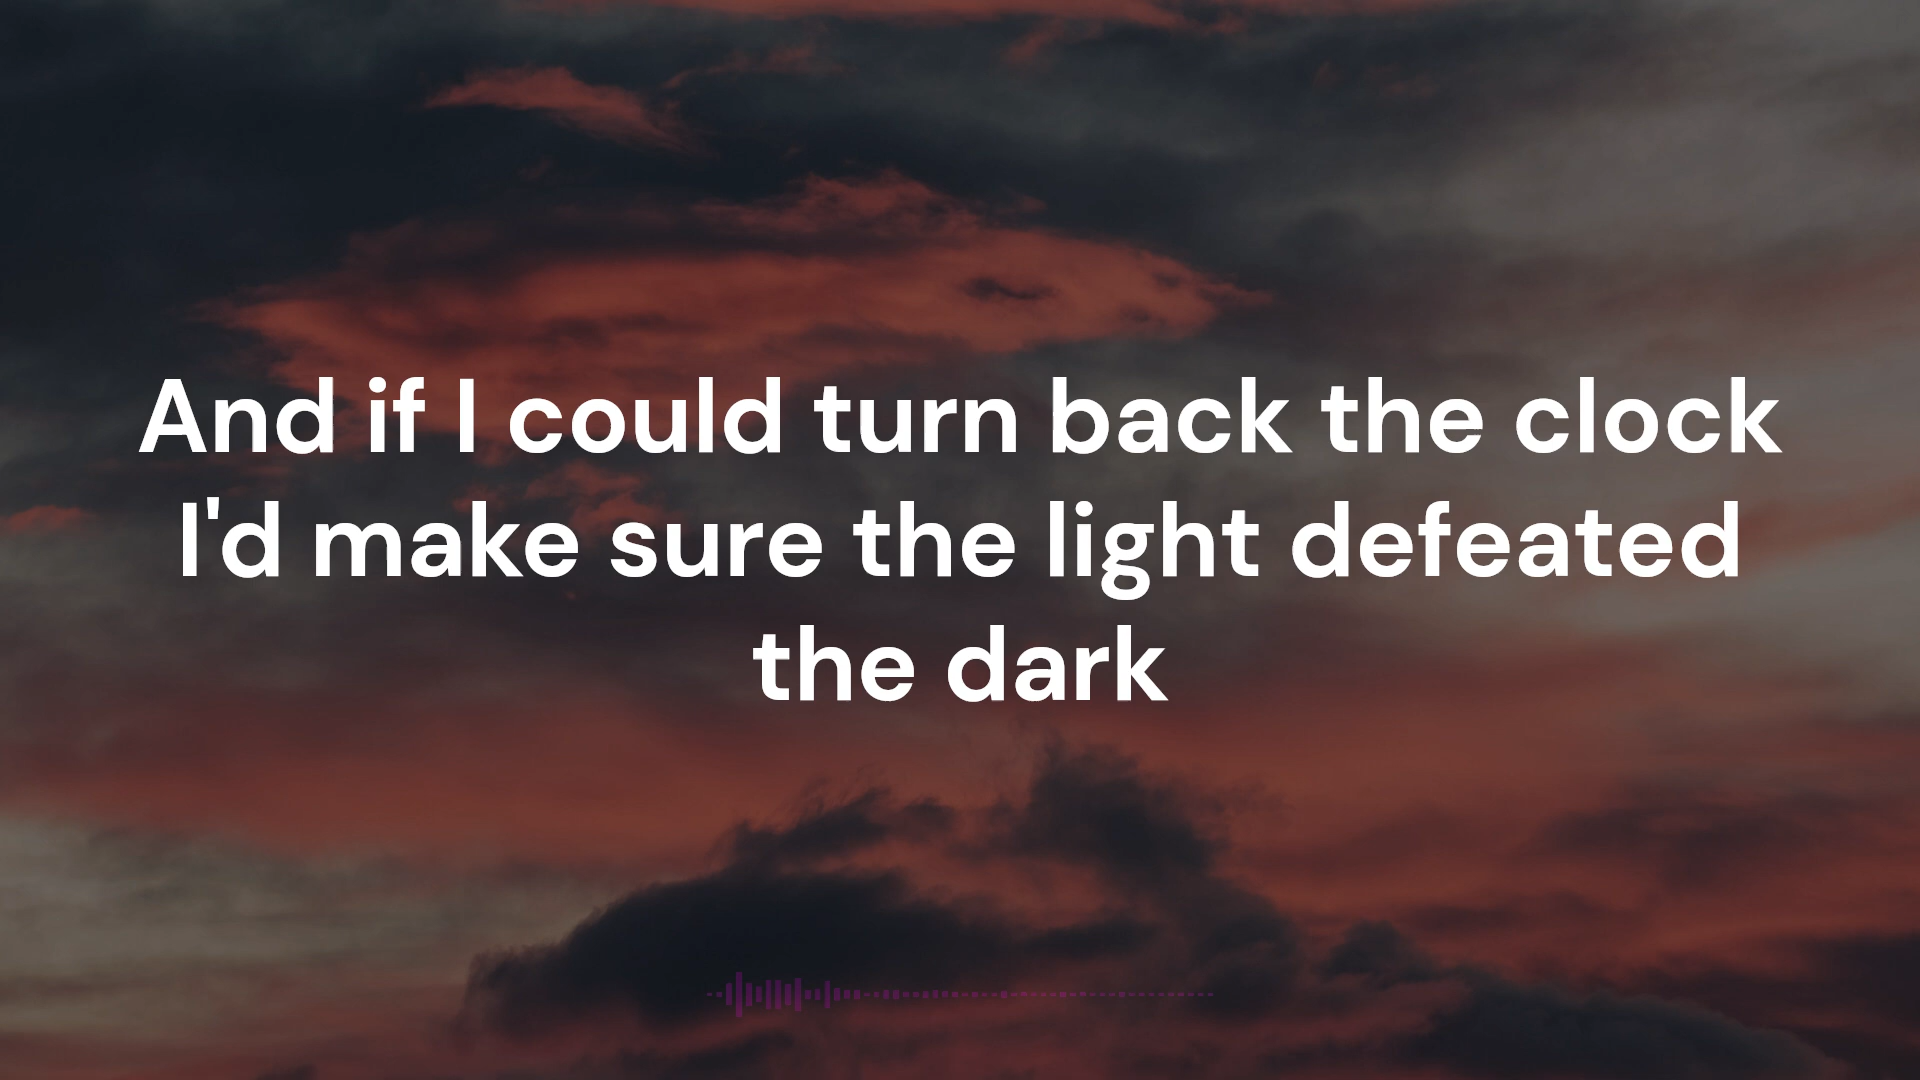 And if I could turn back the clock
I'd make sure the light defeated
the dark